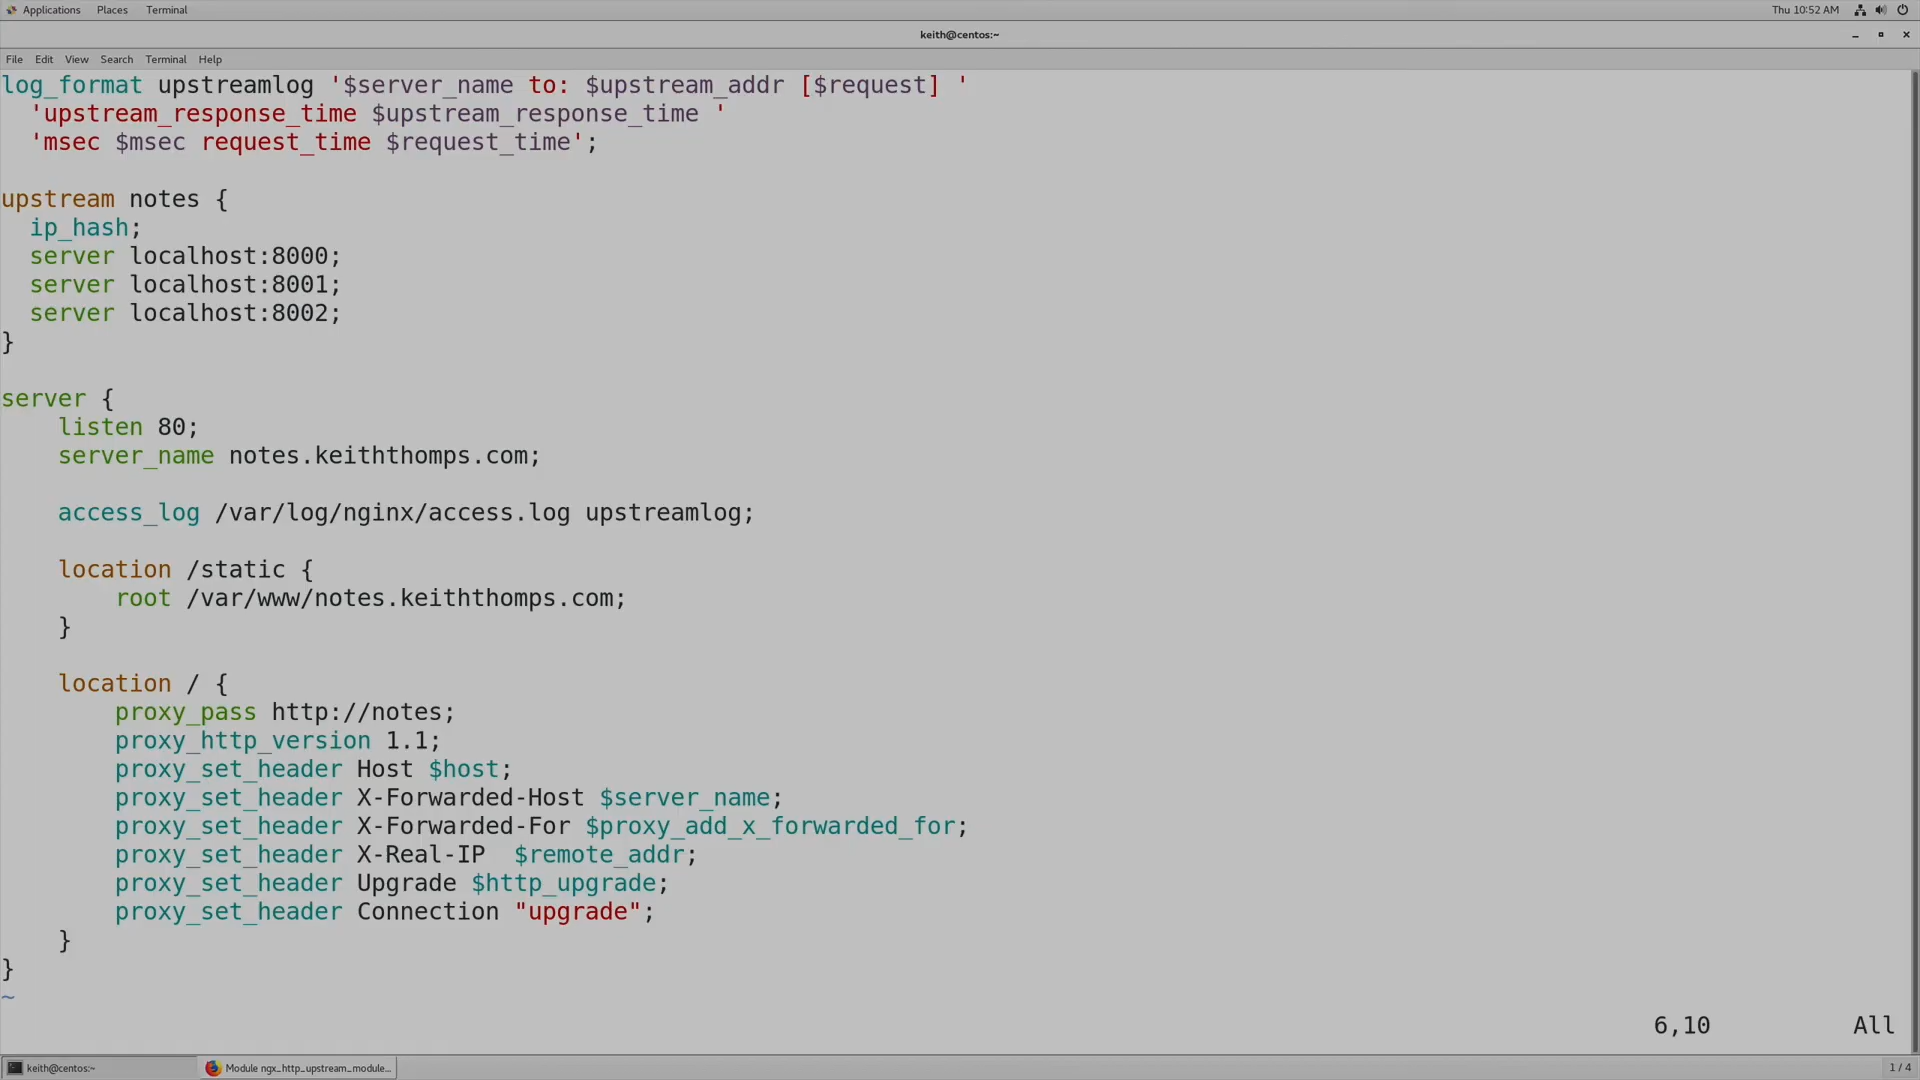 Applications Places Terminal Thu 10:52 AM
keith@centos:~
File Edit View Search Terminal Help
log_format upstreamlog '$server_name to: $upstream_addr [$request] '
  'upstream_response_time $upstream_response_time '
  'msec $msec request_time $request_time';
upstream notes {
  ip_hash;
  server localhost:8000;
  server localhost:8001;
  server localhost:8002;
}
server {
    listen 80;
    server_name notes.keiththomps.com;
    access_log /var/log/nginx/access.log upstreamlog;
    location /static {
        root /var/www/notes.keiththomps.com;
    }
    location / {
        proxy_pass http://notes;
        proxy_http_version 1.1;
        proxy_set_header Host $host;
        proxy_set_header X-Forwarded-Host $server_name;
        proxy_set_header X-Forwarded-For $proxy_add_x_forwarded_for;
        proxy_set_header X-Real-IP  $remote_addr;
        proxy_set_header Upgrade $http_upgrade;
        proxy_set_header Connection "upgrade";
    }
}
~
6,10 All
keith@centos:~ Module ngx_http_upstream_module... 1 / 4